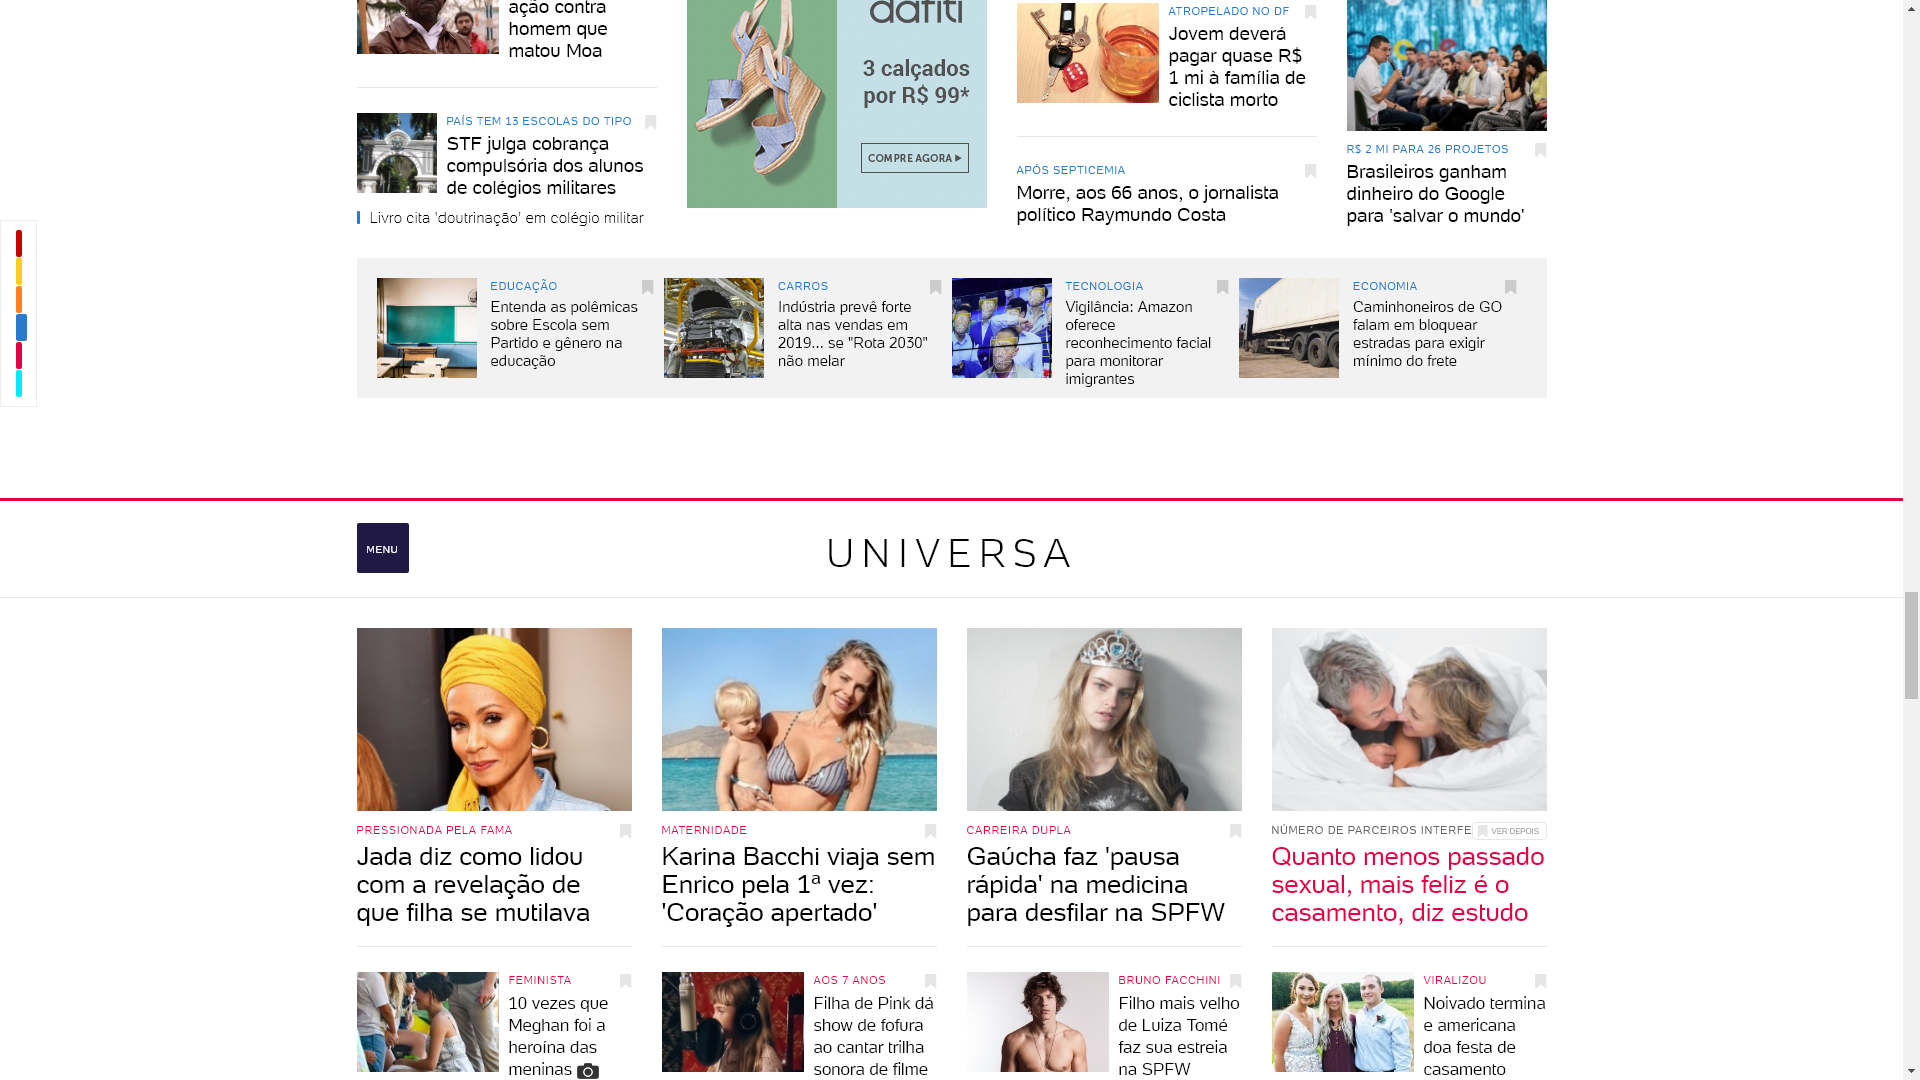 ação contra
homem que
matou Moa
PAÍS TEM 13 ESCOLAS DO TIPO
STF julga cobrança
compulsória dos alunos
de colégios militares
Livro cita 'doutrinação' em colégio militar
dafiti
3 calçados
por R$ 99*
COMPRE AGORA
ATROPELADO NO DF
Jovem deverá
pagar quase R$
1 mi à família de
ciclista morto
APÓS SEPTICEMIA
Morre, aos 66 anos, o jornalista
político Raymundo Costa
Google
R$ 2 MI PARA 26 PROJETOS
Brasileiros ganham
dinheiro do Google
para 'salvar o mundo'
EDUCAÇÃO
Entenda as polêmicas
sobre Escola sem
Partido e gênero na
educação
CARROS
Indústria prevê forte
alta nas vendas em
2019... se "Rota 2030"
não melar
TECNOLOGIA
Vigilância: Amazon
oferece
reconhecimento facial
para monitorar
imigrantes
ECONOMIA
Caminhoneiros de GO
falam em bloquear
estradas para exigir
mínimo do frete
MENU
UNIVERSA
PRESSIONADA PELA FAMA
Jada diz como lidou
com a revelação de
que filha se mutilava
MATERNIDADE
Karina Bacchi viaja sem
Enrico pela 1ª vez:
'Coração apertado'
CARREIRA DUPLA
Gaúcha faz 'pausa
rápida' na medicina
para desfilar na SPFW
NÚMERO DE PARCEIROS INTERFE
VER DEPOIS
Quanto menos passado
sexual, mais feliz é o
casamento, diz estudo
FEMINISTA
10 vezes que
Meghan foi a
heroína das
meninas
AOS 7 ANOS
Filha de Pink dá
show de fofura
ao cantar trilha
sonora de filme
BRUNO FACCHINI
Filho mais velho
de Luiza Tomé
faz sua estreia
na SPFW
VIRALIZOU
Noivado termina
e americana
doa festa de
casamento